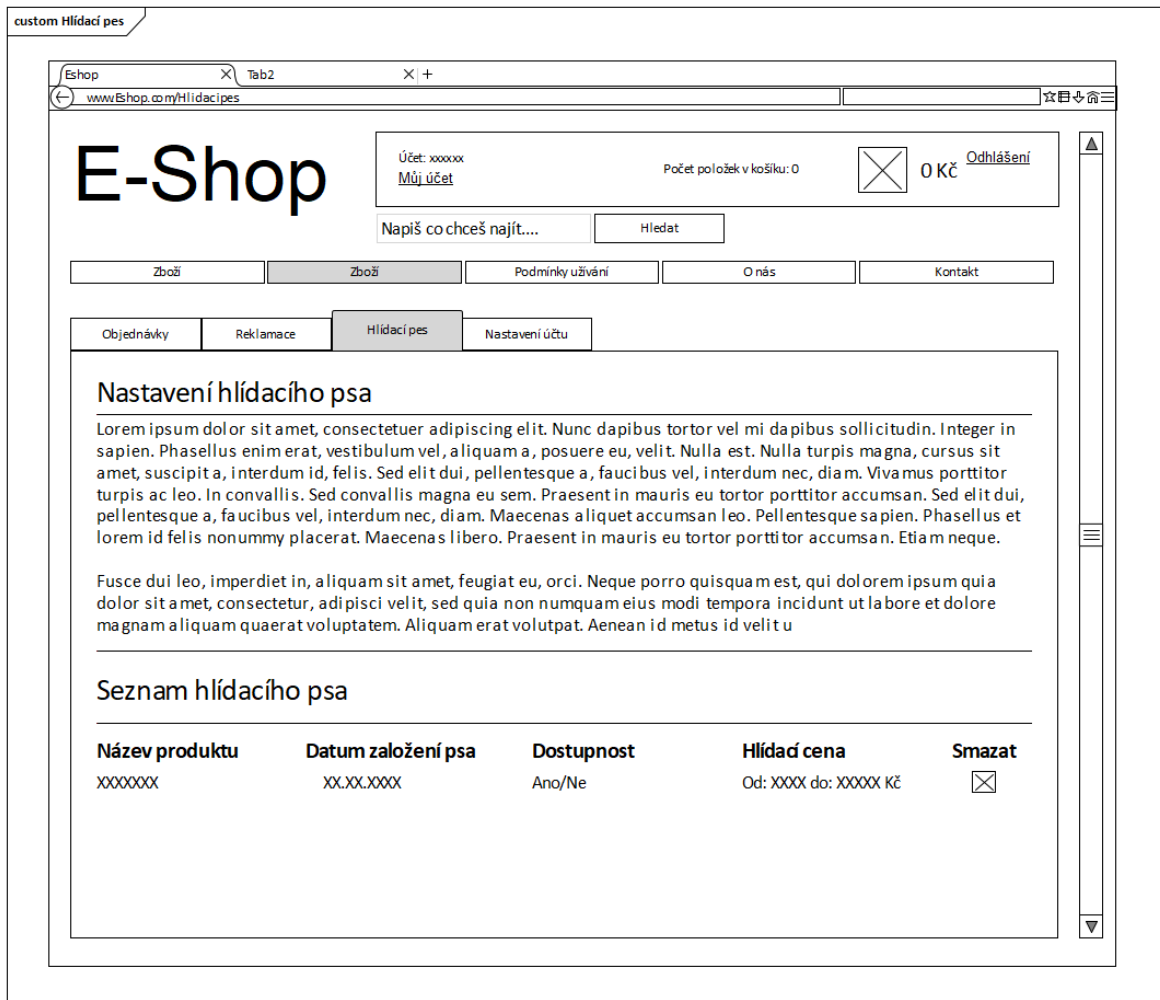 custom Hlídací pes
Eshop Tab2
www.Eshop.com/Hlidacipes
E-Shop
Účet: xxxxxx
Můj účet
Počet položek v košíku: 0
0 Kč
Odhlášení
Napiš co chceš najít....
Hledat
Zboží Zboží Podmínky užívání O nás Kontakt
Objednávky Reklamace Hlídací pes Nastavení účtu
Nastavení hlídacího psa
Lorem ipsum dolor sit amet, consectetuer adipiscing elit. Nunc dapibus tortor vel mi dapibus sollicitudin. Integer in
sapien. Phasellus enim erat, vestibulum vel, aliquam a, posuere eu, velit. Nulla est. Nulla turpis magna, cursus sit
amet, suscipit a, interdum id, felis. Sed elit dui, pellentesque a, faucibus vel, interdum nec, diam. Vivamus porttitor
turpis ac leo. In convallis. Sed convallis magna eu sem. Praesent in mauris eu tortor porttitor accumsan. Sed elit dui,
pellentesque a, faucibus vel, interdum nec, diam. Maecenas aliquet accumsan leo. Pellentesque sapien. Phasellus et
lorem id felis nonummy placerat. Maecenas libero. Praesent in mauris eu tortor porttitor accumsan. Etiam neque.
Fusce dui leo, imperdiet in, aliquam sit amet, feugiat eu, orci. Neque porro quisquam est, qui dolorem ipsum quia
dolor sit amet, consectetur, adipisci velit, sed quia non numquam eius modi tempora incidunt ut labore et dolore
magnam aliquam quaerat voluptatem. Aliquam erat volutpat. Aenean id metus id velit u
Seznam hlídacího psa
Název produktu Datum založení psa Dostupnost Hlídací cena Smazat
XXXXXXX XX.XX.XXXX Ano/Ne Od: XXXX do: XXXXX Kč